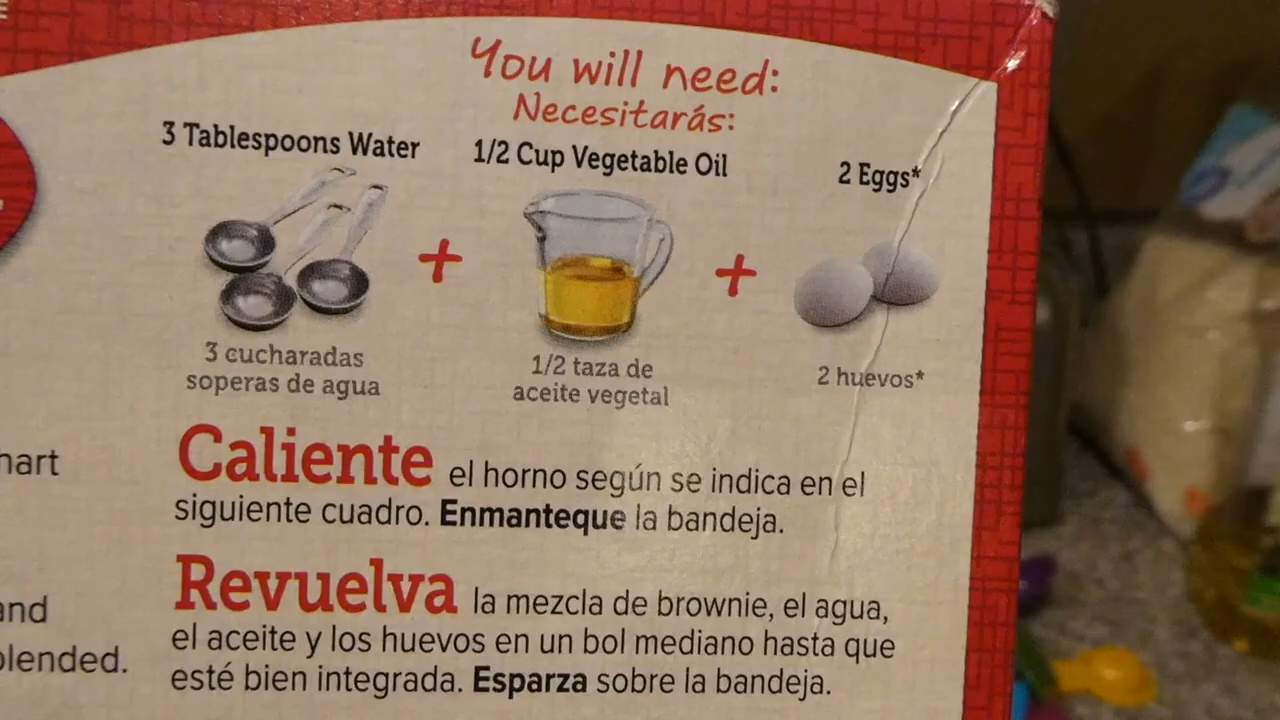 You will need:
Necesitarás:
3 Tablespoons Water
1/2 Cup Vegetable Oil
2 Eggs*
+
+
3 cucharadas
soperas de agua
1/2 taza de
aceite vegetal
2 huevos*
Caliente el horno según se indica en el
siguiente cuadro. Enmanteque la bandeja.
Revuelva la mezcla de brownie, el agua,
el aceite y los huevos en un bol mediano hasta que
esté bien integrada. Esparza sobre la bandeja.
hart
and
blended.